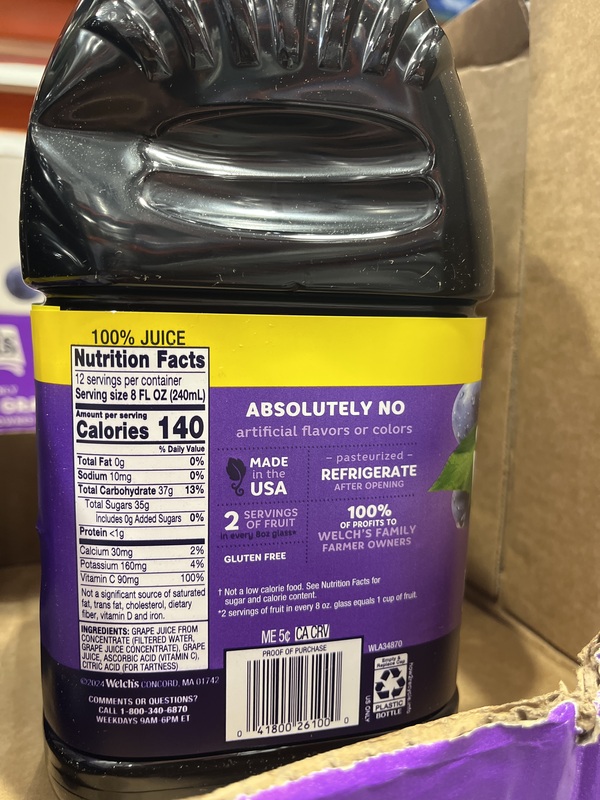 100% JUICE
Nutrition Facts
12 servings per container
Serving size 8 FL OZ (240mL)
Amount per serving
Calories 140
% Daily Value
Total Fat 0g 0%
Sodium 10mg 0%
Total Carbohydrate 37g 13%
Total Sugars 35g
Includes 0g Added Sugars 0%
Protein <1g
Calcium 30mg 2%
Potassium 160mg 4%
Vitamin C 90mg 100%
Not a significant source of saturated
fat, trans fat, cholesterol, dietary
fiber, vitamin D and iron.
INGREDIENTS: GRAPE JUICE FROM
CONCENTRATE (FILTERED WATER,
GRAPE JUICE CONCENTRATE), GRAPE
JUICE, ASCORBIC ACID (VITAMIN C),
CITRIC ACID (FOR TARTNESS)
©2024 Welch's CONCORD, MA 01742
COMMENTS OR QUESTIONS?
CALL 1-800-340-6870
WEEKDAYS 9AM-6PM ET
ABSOLUTELY NO
artificial flavors or colors
MADE
in the
USA
– pasteurized –
REFRIGERATE
AFTER OPENING
2 SERVINGS
OF FRUIT
in every 8oz glass*
100%
OF PROFITS TO
WELCH'S FAMILY
FARMER OWNERS
GLUTEN FREE
† Not a low calorie food. See Nutrition Facts for
sugar and calorie content.
*2 servings of fruit in every 8 oz. glass equals 1 cup of fruit.
ME 5¢ CA CRV
PROOF OF PURCHASE
0 41800 26100 0
WLA34870
Empty &
Replace Cap
PLASTIC
BOTTLE
US ONLY
how2recycle.info